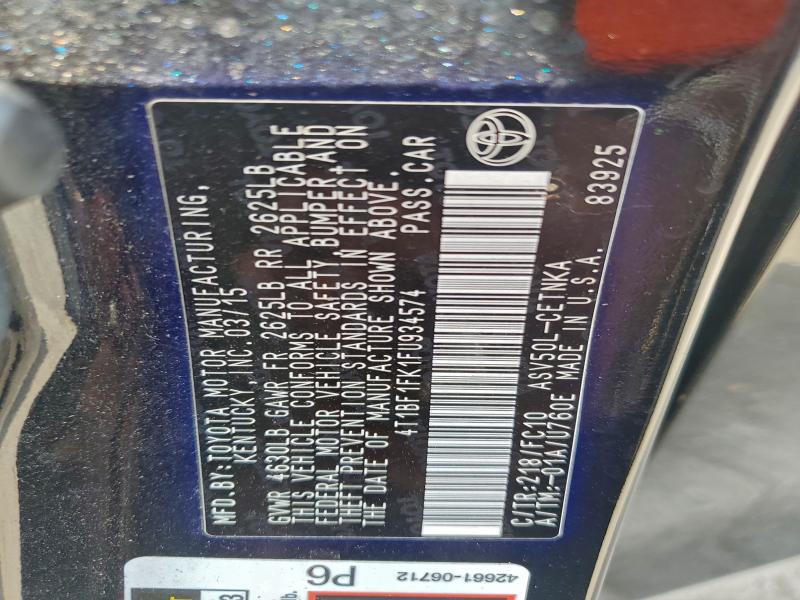 MFD.BY:TOYOTA MOTOR MANUFACTURING,
KENTUCKY, INC.03/15
GVWR 4630LB GAWR FR 2625LB RR 2625LB
THIS VEHICLE CONFORMS TO ALL APPLICABLE
FEDERAL MOTOR VEHICLE SAFETY, BUMPER,AND
THEFT PREVENTION STANDARDS IN EFFECT ON
THE DATE OF MANUFACTURE SHOWN ABOVE.
4T1BF1FK1FU934574 PASS.CAR
C/TR:218/FC10 ASV50L-CETNKA
A/TM:-01A/U760E MADE IN U.S.A. 83925
P6
42661-06712